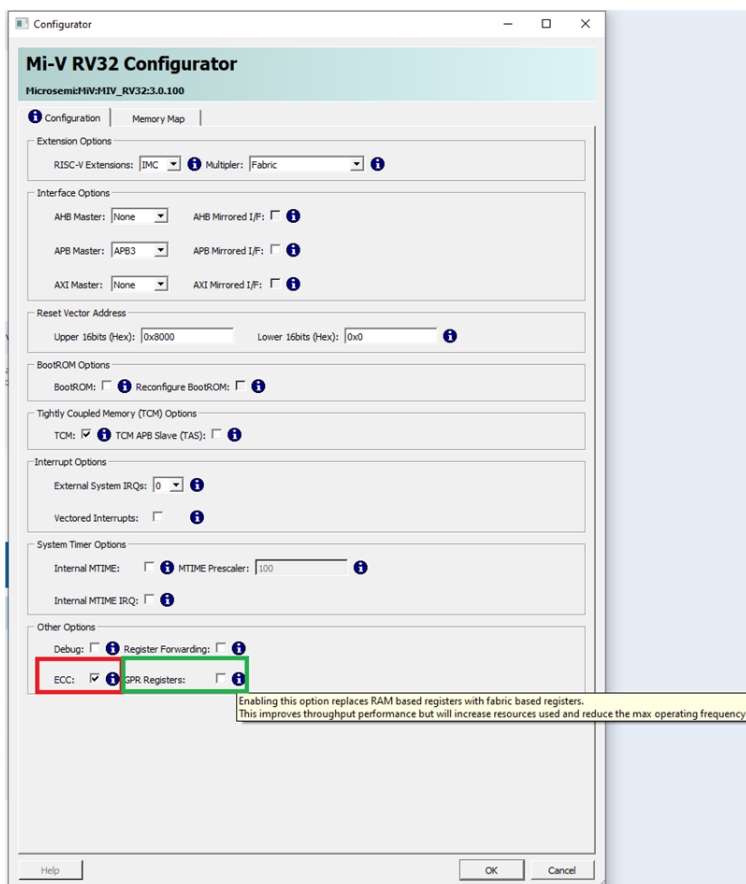 Configurator
Mi-V RV32 Configurator
Microsemi:MiV:MIV_RV32:3.0.100
Configuration Memory Map
Extension Options
RISC-V Extensions: IMC Multipler: Fabric
Interface Options
AHB Master: None AHB Mirrored I/F:
APB Master: APB3 APB Mirrored I/F:
AXI Master: None AXI Mirrored I/F:
Reset Vector Address
Upper 16bits (Hex): 0x8000 Lower 16bits (Hex): 0x0
BootROM Options
BootROM: Reconfigure BootROM:
Tightly Coupled Memory (TCM) Options
TCM: TCM APB Slave (TAS):
Interrupt Options
External System IRQs: 0
Vectored Interrupts:
System Timer Options
Internal MTIME: MTIME Prescaler: 100
Internal MTIME IRQ:
Other Options
Debug: Register Forwarding:
ECC: GPR Registers:
Enabling this option replaces RAM based registers with fabric based registers.
This improves throughput performance but will increase resources used and reduce the max operating frequency
Help OK Cancel